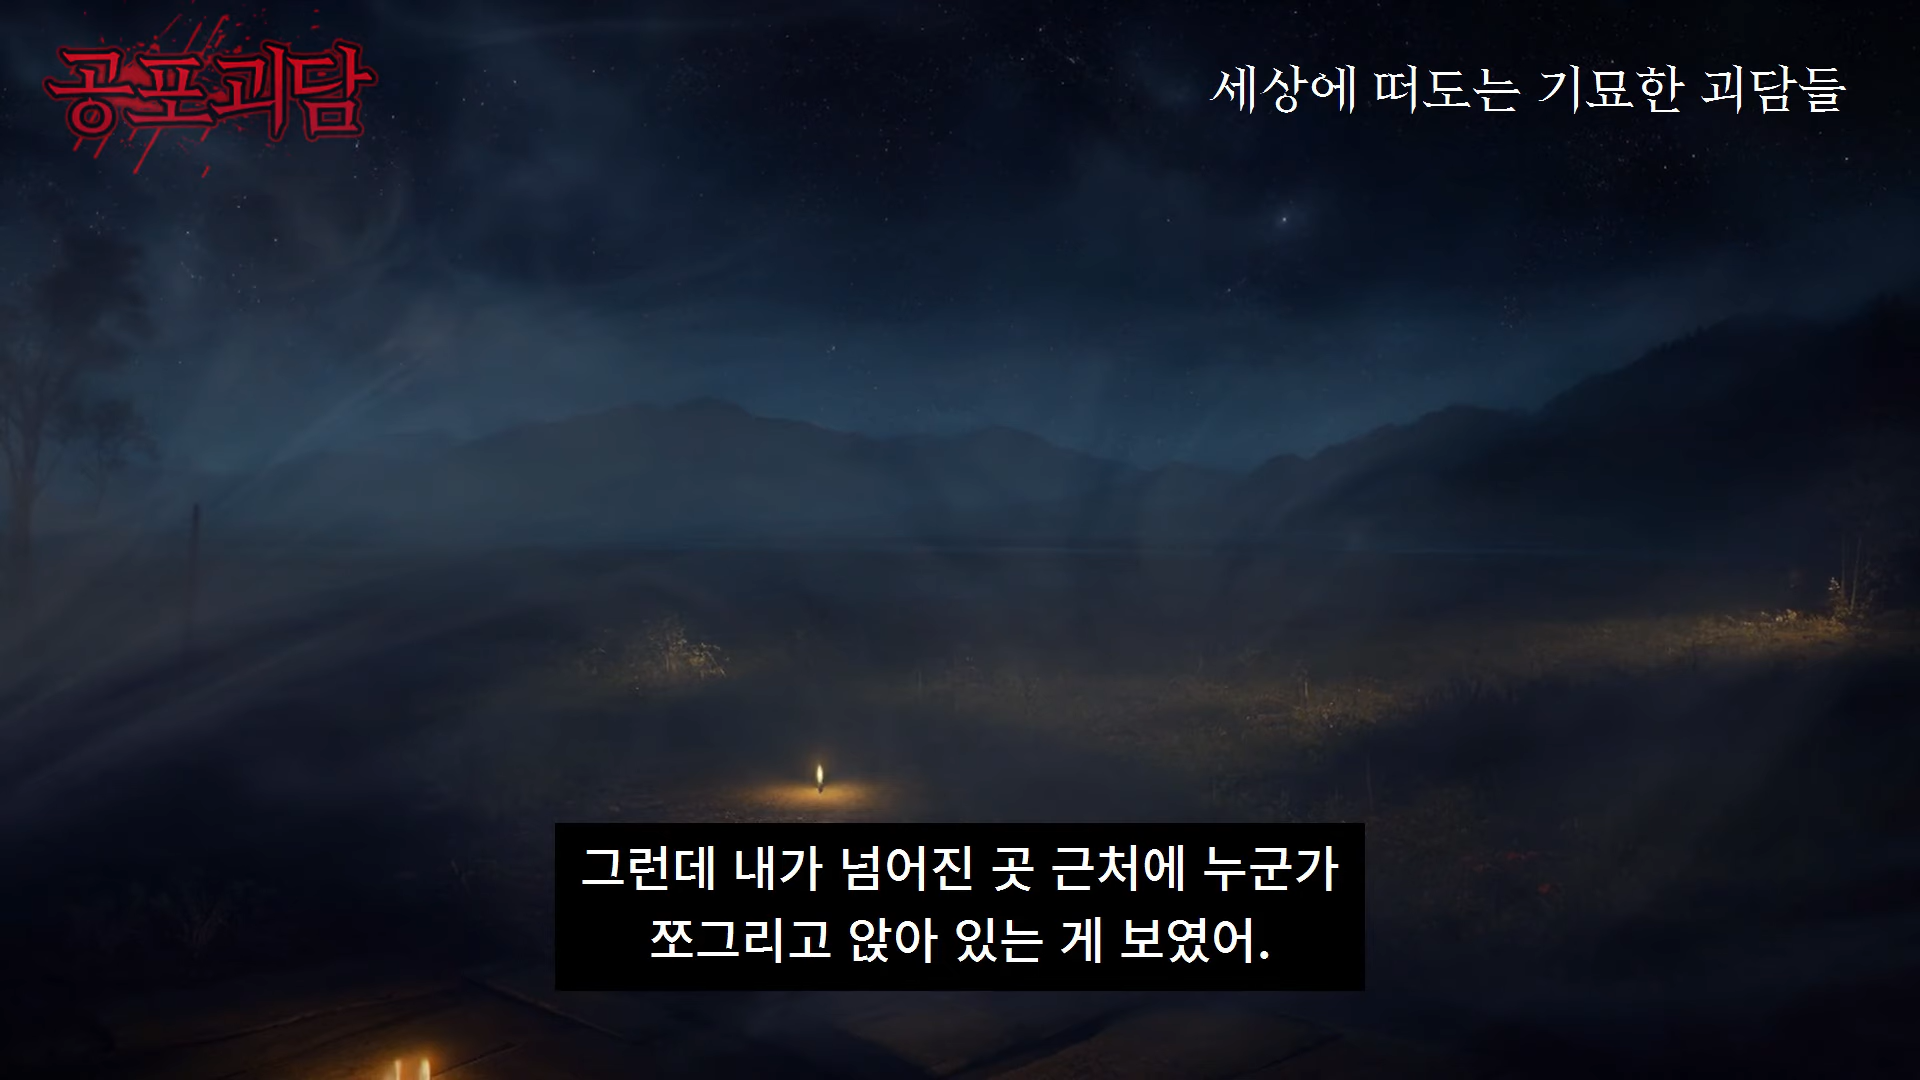 공포괴담
세상에 떠도는 기묘한 괴담들
그런데 내가 넘어진 곳 근처에 누군가
쪼그리고 앉아 있는 게 보였어.